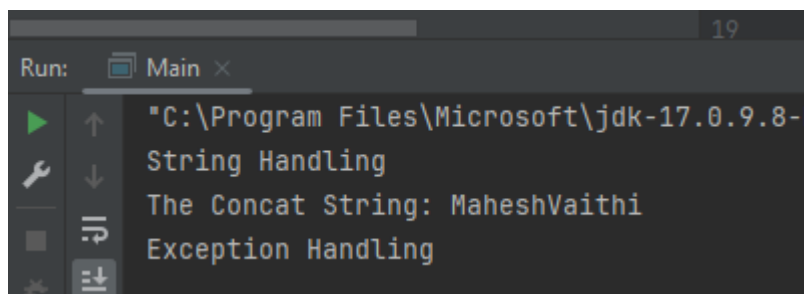 19
Run: Main ×
"C:\Program Files\Microsoft\jdk-17.0.9.8-
String Handling
The Concat String: MaheshVaithi
Exception Handling